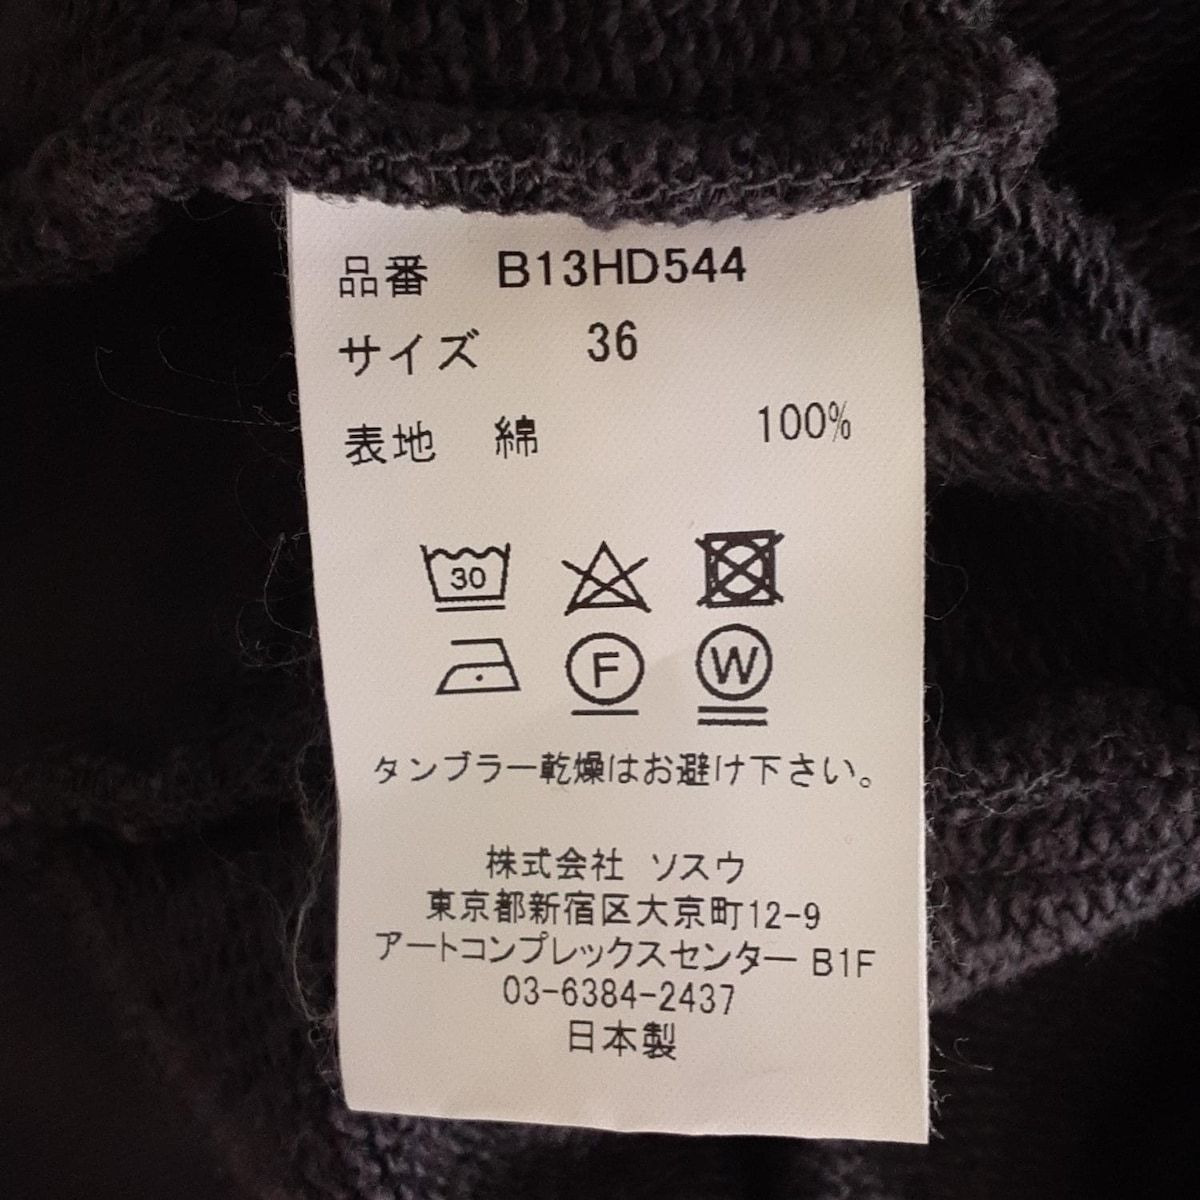 品番 B13HD544
サイズ 36
表地 綿 100%
30
F W
タンブラー乾燥はお避け下さい。
株式会社 ソスウ
東京都新宿区大京町12-9
アートコンプレックスセンター B1F
03-6384-2437
日本製